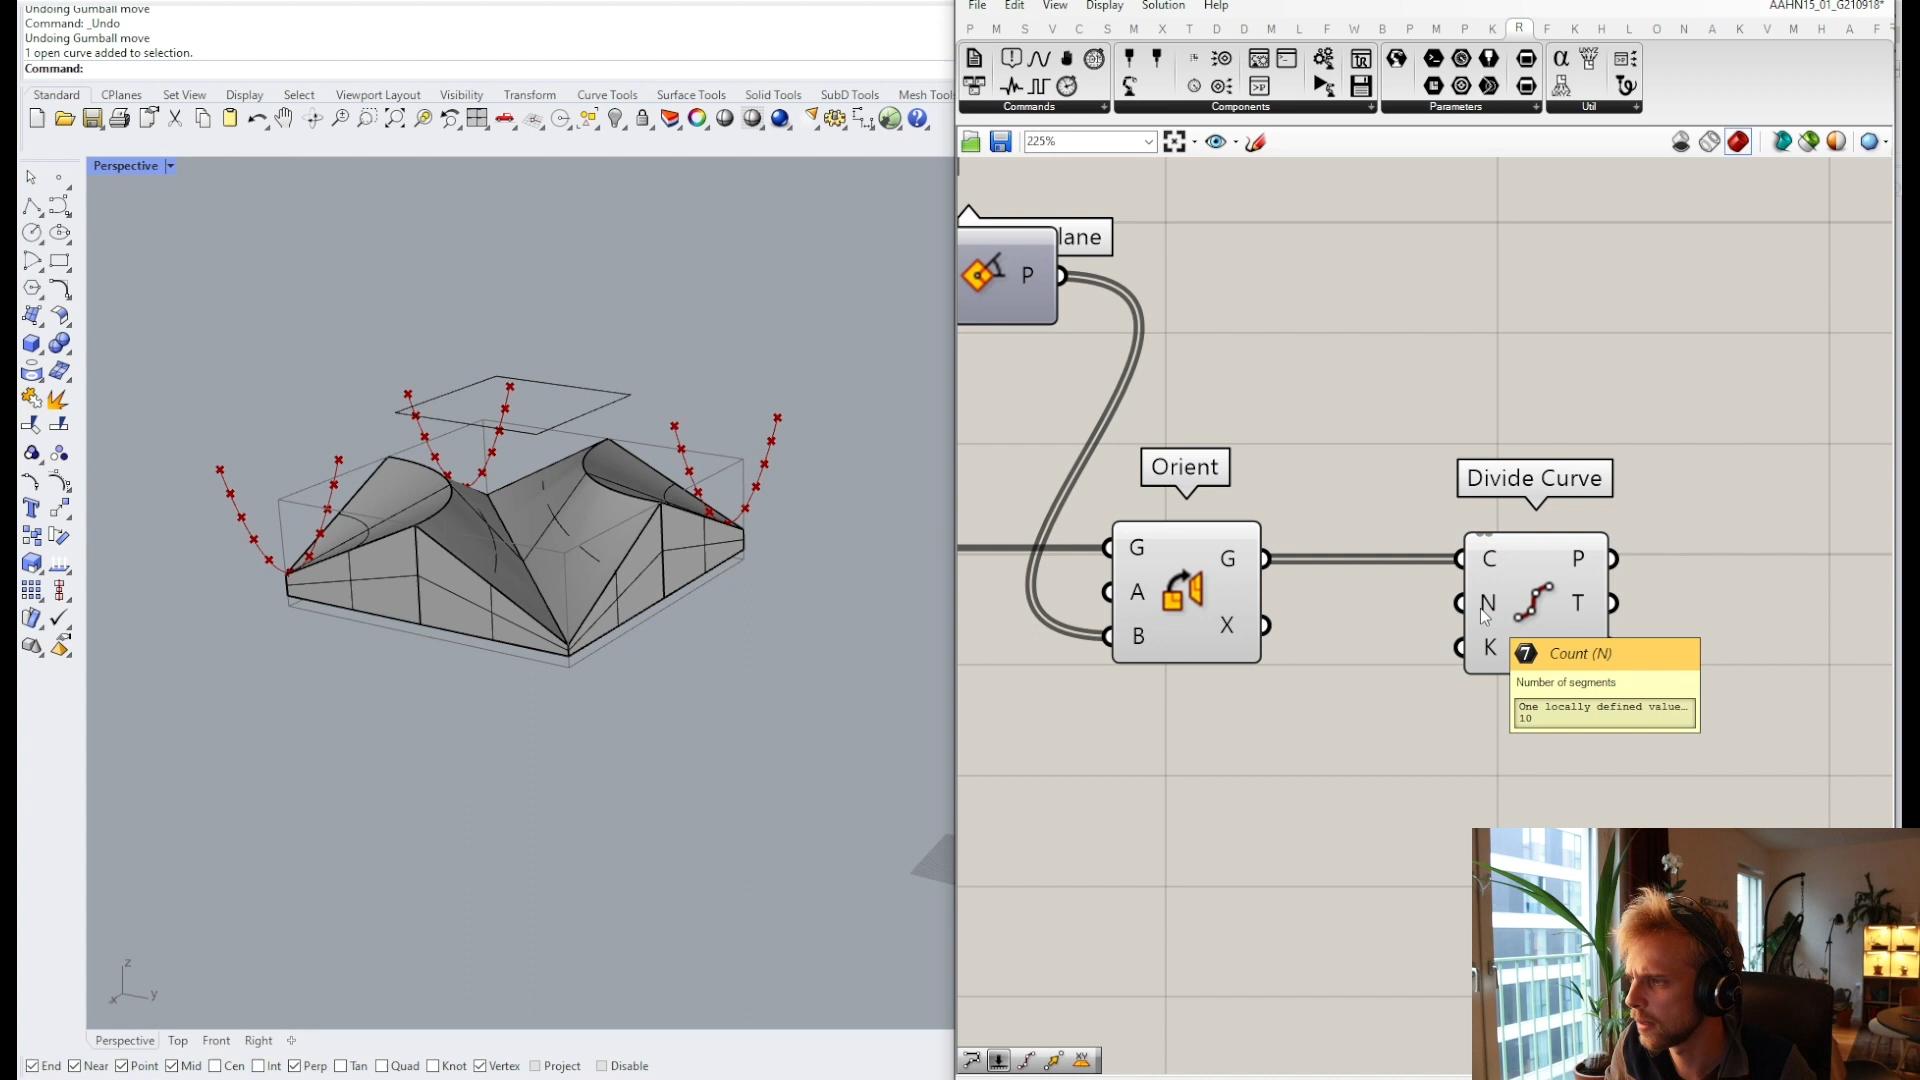 Undoing Gumball move
Command: _Undo
Undoing Gumball move
1 open curve added to selection.
Command:
Standard CPlanes Set View Display Select Viewport Layout Visibility Transform Curve Tools Surface Tools Solid Tools SubD Tools Mesh Tool
Perspective
z
x y
Perspective Top Front Right
End Near Point Mid Cen Int Perp Tan Quad Knot Vertex Project Disable
File Edit View Display Solution Help
AAHN15_01_G210918*
P M S V C S M X T D D M L F W B P M P K R F K H L O N A K V M H A F
Commands Components Parameters Util
225%
lane
P
Orient
G
A
B
G
X
Divide Curve
C
N
K
P
T
7 Count (N)
Number of segments
One locally defined value…
10